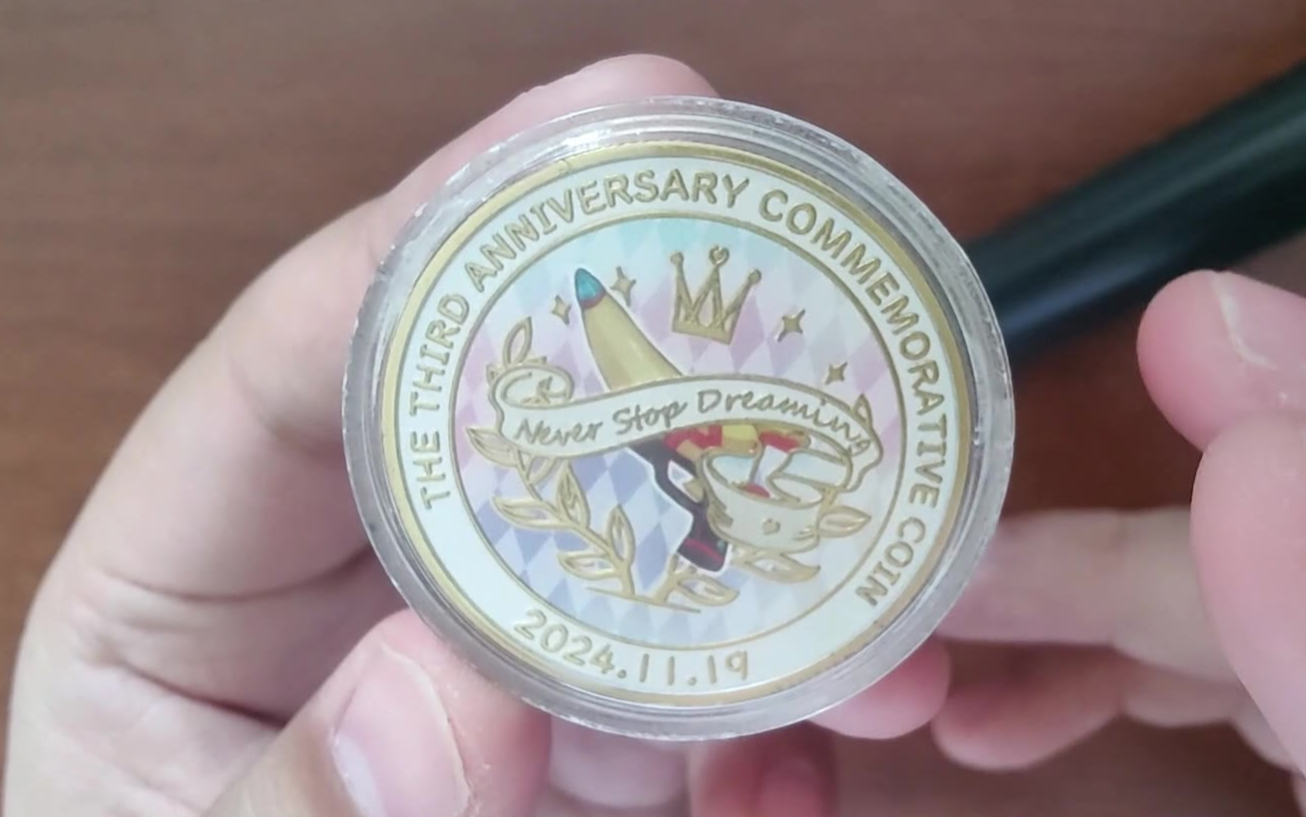 THE THIRD ANNIVERSARY COMMEMORATIVE COIN
Never Stop Dreaming
2024.11.19